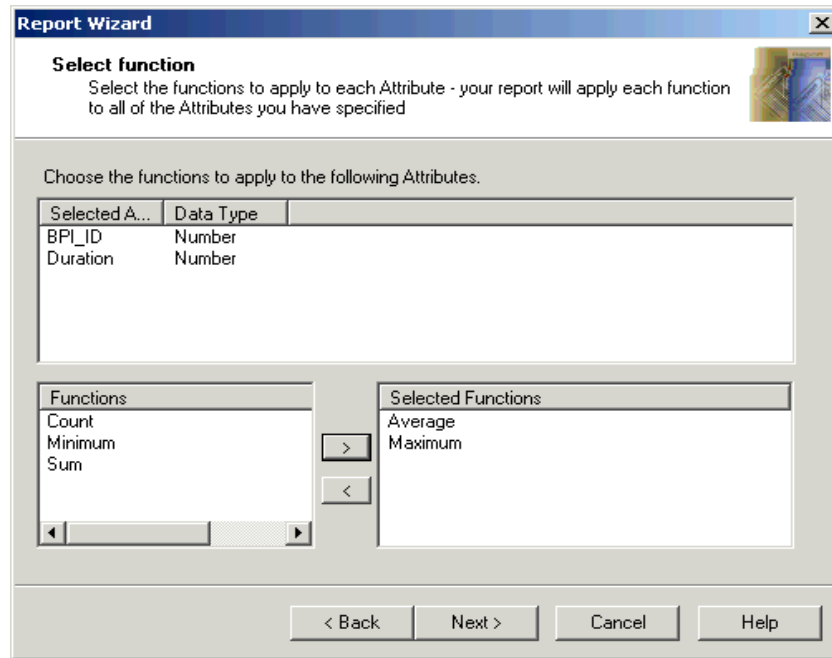 Report Wizard
Select function
Select the functions to apply to each Attribute - your report will apply each function
to all of the Attributes you have specified
Choose the functions to apply to the following Attributes.
Selected A... Data Type
BPI_ID Number
Duration Number
Functions
Count
Minimum
Sum
>
<
Selected Functions
Average
Maximum
< Back Next > Cancel Help